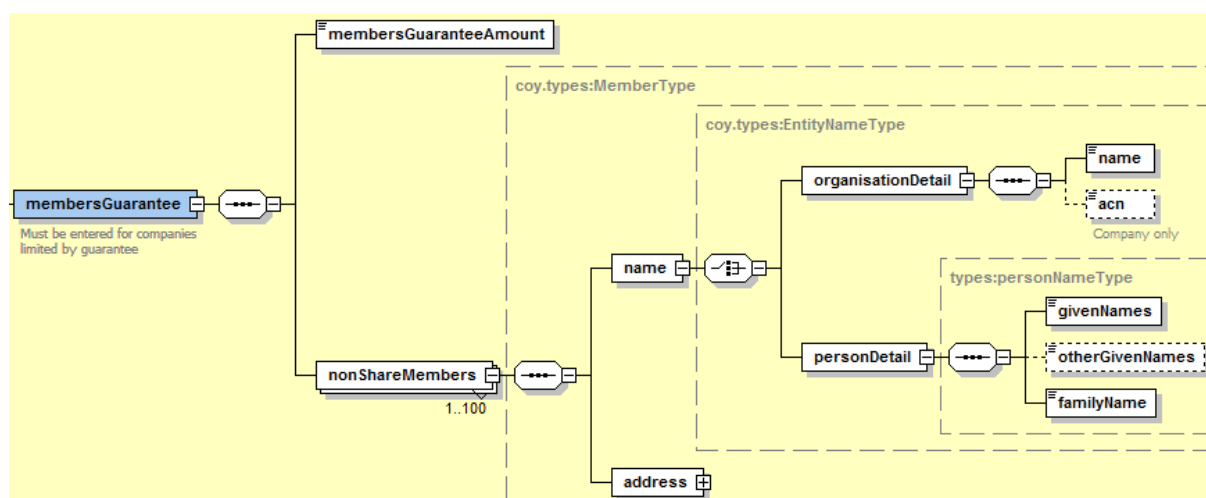 membersGuaranteeAmount
coy.types:MemberType
coy.types:EntityNameType
name
organisationDetail
acn
membersGuarantee
Must be entered for companies
limited by guarantee
Company only
name
types:personNameType
givenNames
personDetail
otherGivenNames
nonShareMembers
familyName
1..100
address